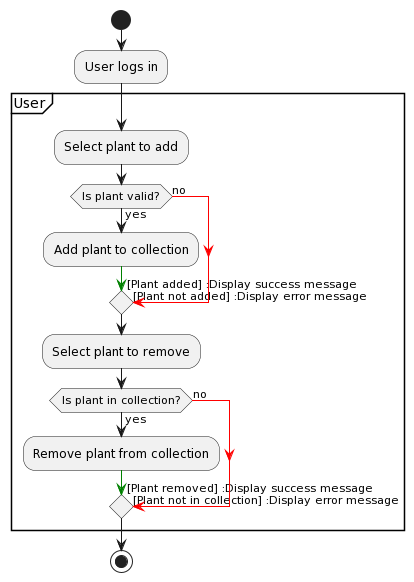 User logs in
User
Select plant to add
Is plant valid?
no
yes
Add plant to collection
[Plant added] :Display success message
[Plant not added] :Display error message
Select plant to remove
Is plant in collection?
no
yes
Remove plant from collection
[Plant removed] :Display success message
[Plant not in collection] :Display error message